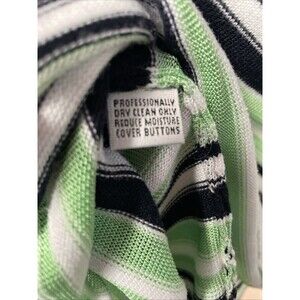 PROFESSIONALLY
DRY CLEAN ONLY
REDUCE MOISTURE
COVER BUTTONS